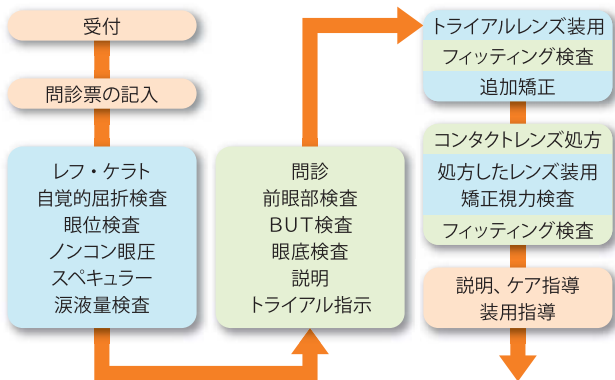 受付
問診票の記入
レフ・ケラト
自覚的屈折検査
眼位検査
ノンコン眼圧
スペキュラー
涙液量検査
問診
前眼部検査
BUT検査
眼底検査
説明
トライアル指示
トライアルレンズ装用
フィッティング検査
追加矯正
コンタクトレンズ処方
処方したレンズ装用
矯正視力検査
フィッティング検査
説明、ケア指導
装用指導